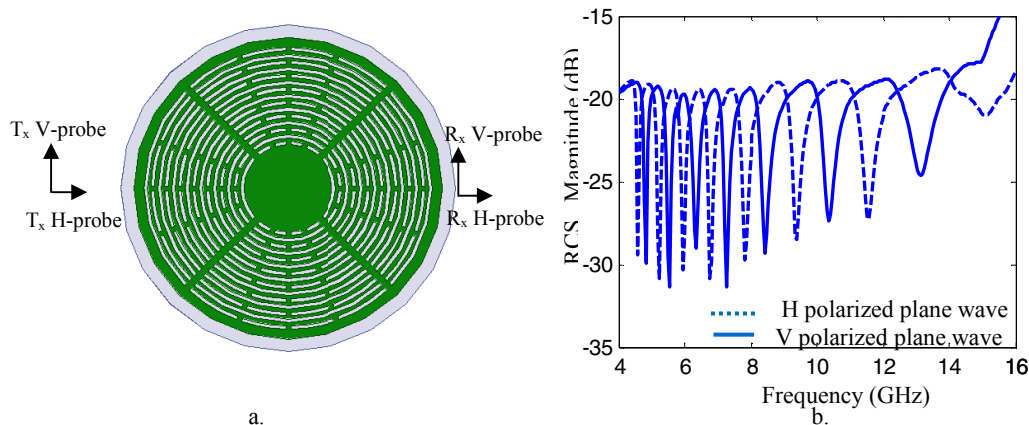 Tx V-probe
Tx H-probe
Rx V-probe
Rx H-probe
a.
RCS Magnitude (dB)
-15
-20
-25
-30
-35
4 6 8 10 12 14 16
H polarized plane wave
V polarized plane wave
Frequency (GHz)
b.